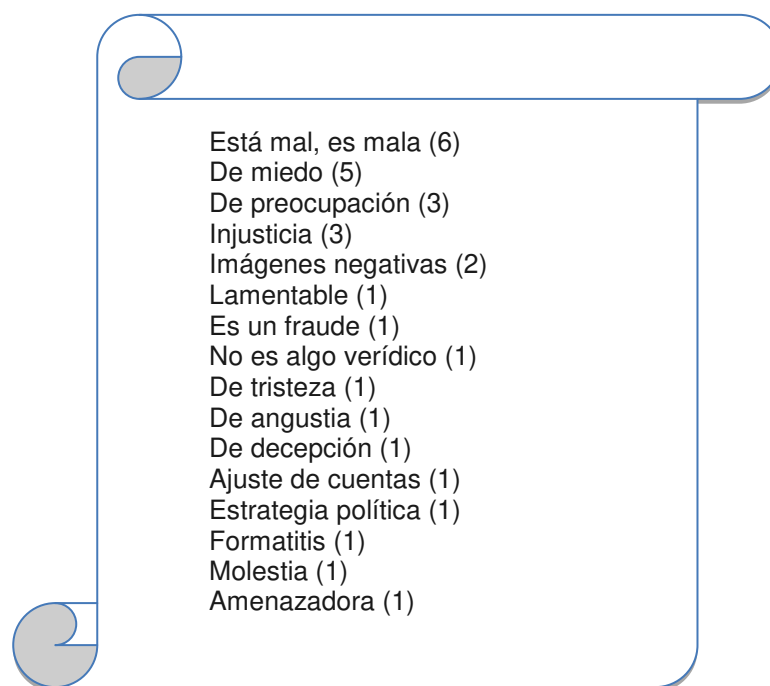 Está mal, es mala (6)
De miedo (5)
De preocupación (3)
Injusticia (3)
Imágenes negativas (2)
Lamentable (1)
Es un fraude (1)
No es algo verídico (1)
De tristeza (1)
De angustia (1)
De decepción (1)
Ajuste de cuentas (1)
Estrategia política (1)
Formatitis (1)
Molestia (1)
Amenazadora (1)